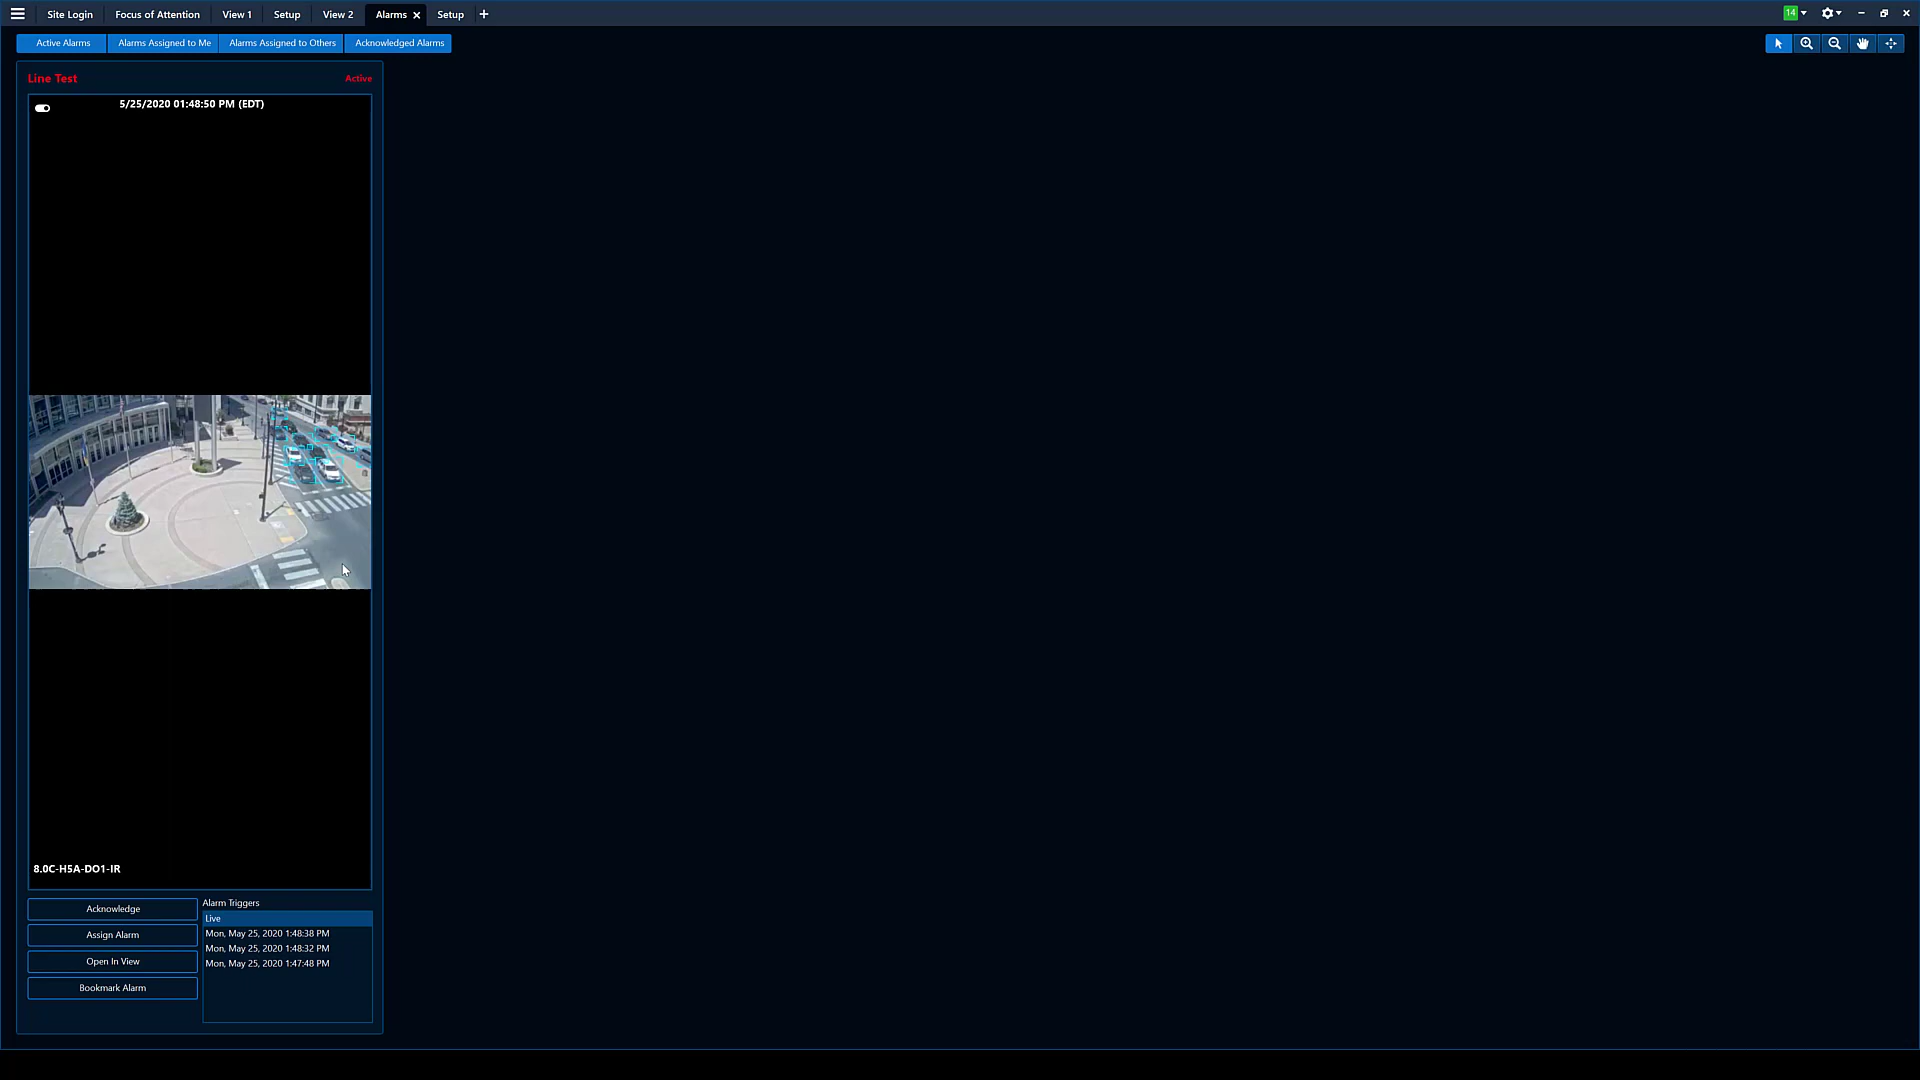 Site Login
Focus of Attention
View 1
Setup
View 2
Alarms
Setup
14
Active Alarms
Alarms Assigned to Me
Alarms Assigned to Others
Acknowledged Alarms
Line Test
Active
5/25/2020 01:48:50 PM (EDT)
8.0C-H5A-DO1-IR
Acknowledge
Assign Alarm
Open In View
Bookmark Alarm
Alarm Triggers
Live
Mon, May 25, 2020 1:48:38 PM
Mon, May 25, 2020 1:48:32 PM
Mon, May 25, 2020 1:47:48 PM